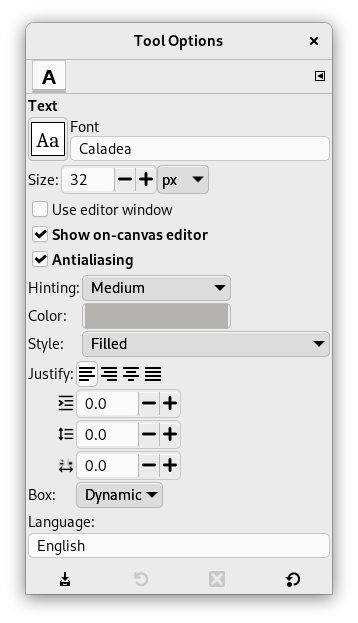 Tool Options
A
Text
Aa
Font
Caladea
Size: 32 px
Use editor window
Show on-canvas editor
Antialiasing
Hinting: Medium
Color:
Style: Filled
Justify:
0.0
0.0
0.0
Box: Dynamic
Language:
English